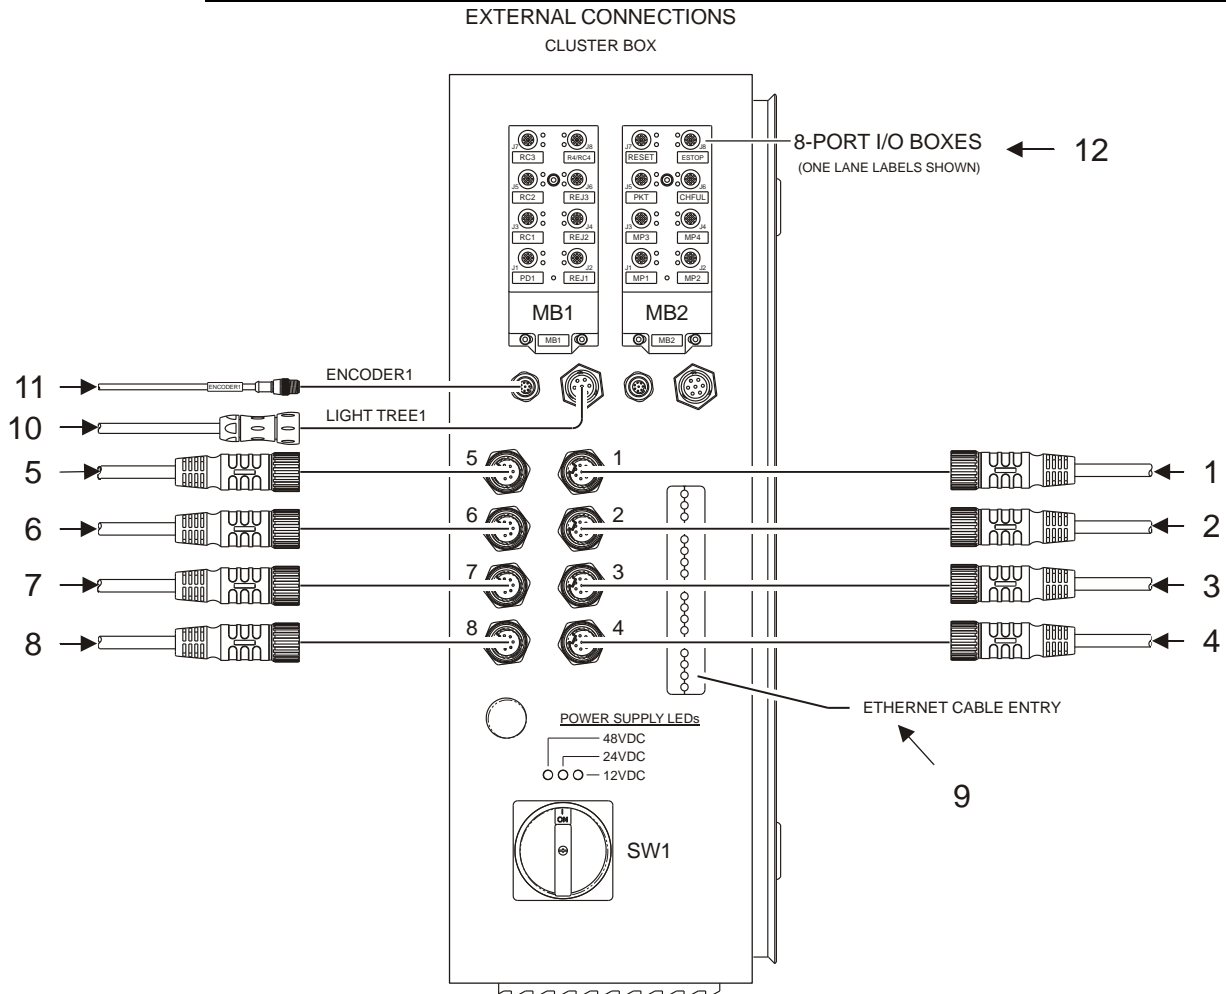 EXTERNAL CONNECTIONS
CLUSTER BOX
J7 J8 J7 J8
RC3 R4/RC4 RESET ESTOP
8-PORT I/O BOXES
12
(ONE LANE LABELS SHOWN)
J5 J6 J5 J6
RC2 REJ3 PKT CHFUL
J3 J4 J3 J4
RC1 REJ2 MP3 MP4
J1 J2 J1 J2
PD1 REJ1 MP1 MP2
MB1 MB2
MB1 MB2
11 ENCODER1 ENCODER1
10 LIGHT TREE1
5 5 1 1
6 6 2 2
7 7 3 3
8 8 4 4
ETHERNET CABLE ENTRY
9
POWER SUPPLY LEDs
48VDC
24VDC
12VDC
I
ON
SW1